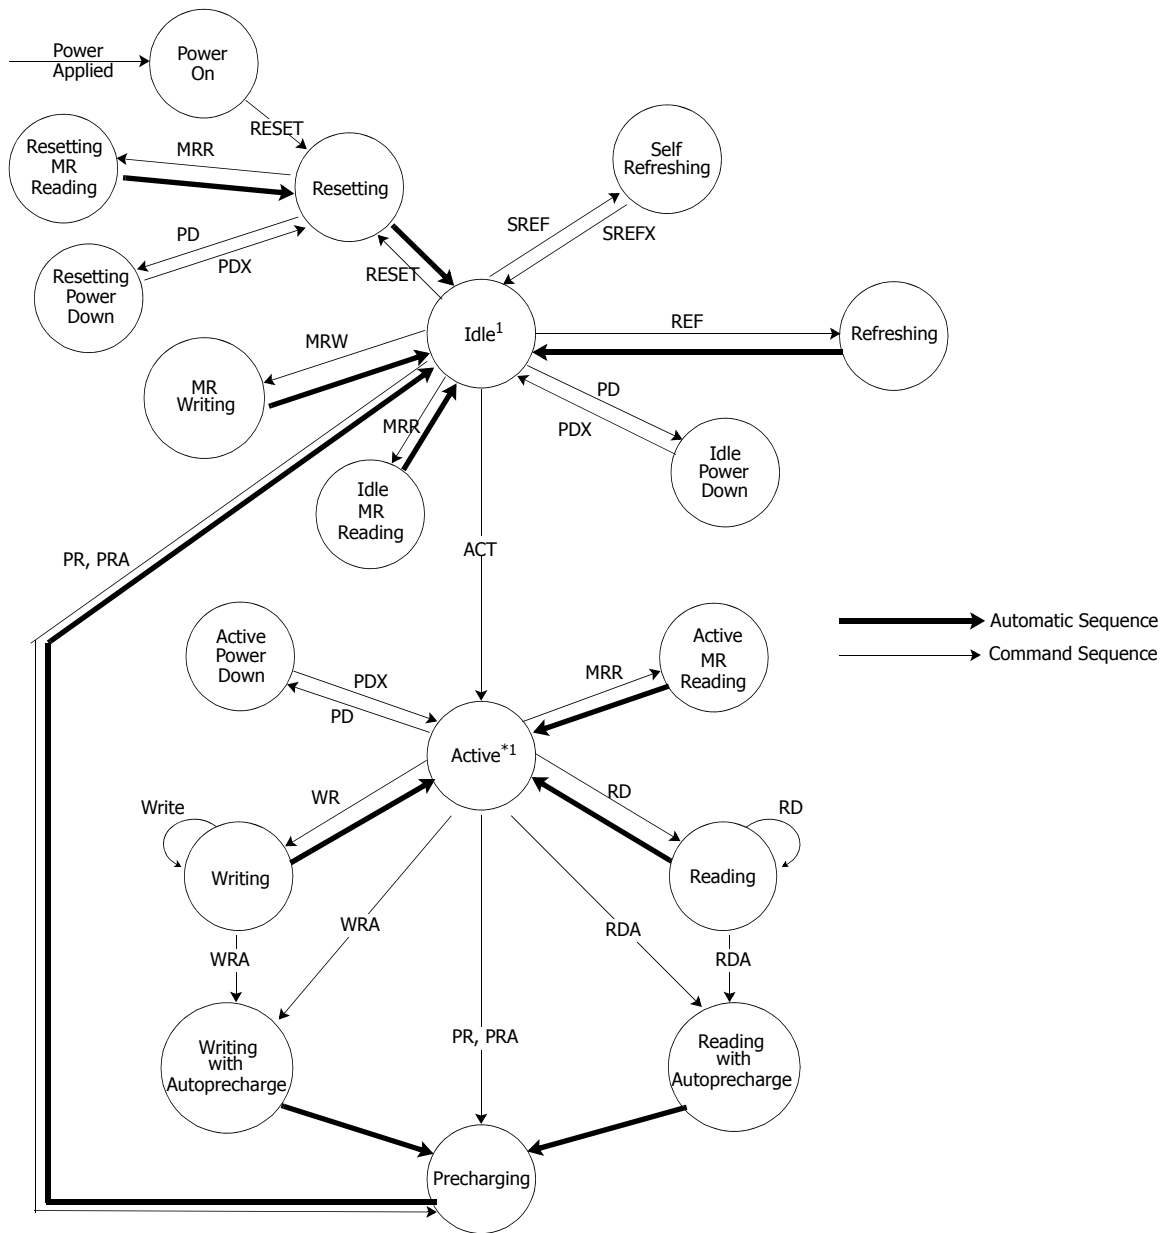 Power
Applied
Power
On
RESET
Resetting
MR
Reading
MRR
Resetting
Self
Refreshing
PD
PDX
Resetting
Power
Down
SREF
SREFX
RESET
Idle¹
REF
Refreshing
MRW
MR
Writing
MRR
PD
PDX
Idle
Power
Down
Idle
MR
Reading
PR, PRA
ACT
Automatic Sequence
Command Sequence
Active
Power
Down
PDX
PD
MRR
Active
MR
Reading
Active*¹
WR
RD
Write
Writing
RD
Reading
WRA
WRA
RDA
RDA
Writing
with
Autoprecharge
PR, PRA
Reading
with
Autoprecharge
Precharging